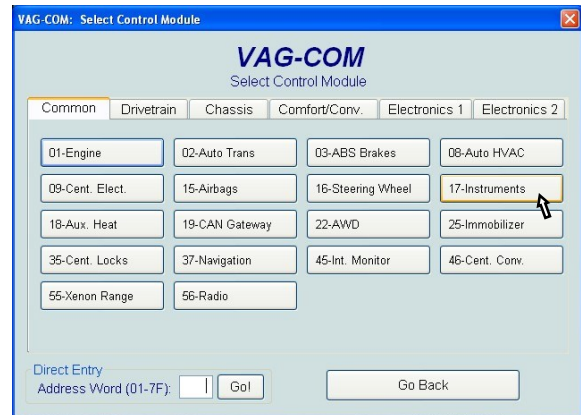 VAG-COM: Select Control Module
VAG-COM
Select Control Module
Common Drivetrain Chassis Comfort/Conv. Electronics 1 Electronics 2
01-Engine 02-Auto Trans 03-ABS Brakes 08-Auto HVAC
09-Cent. Elect. 15-Airbags 16-Steering Wheel 17-Instruments
18-Aux. Heat 19-CAN Gateway 22-AWD 25-Immobilizer
35-Cent. Locks 37-Navigation 45-Int. Monitor 46-Cent. Conv.
55-Xenon Range 56-Radio
Direct Entry
Address Word (01-7F): Go! Go Back